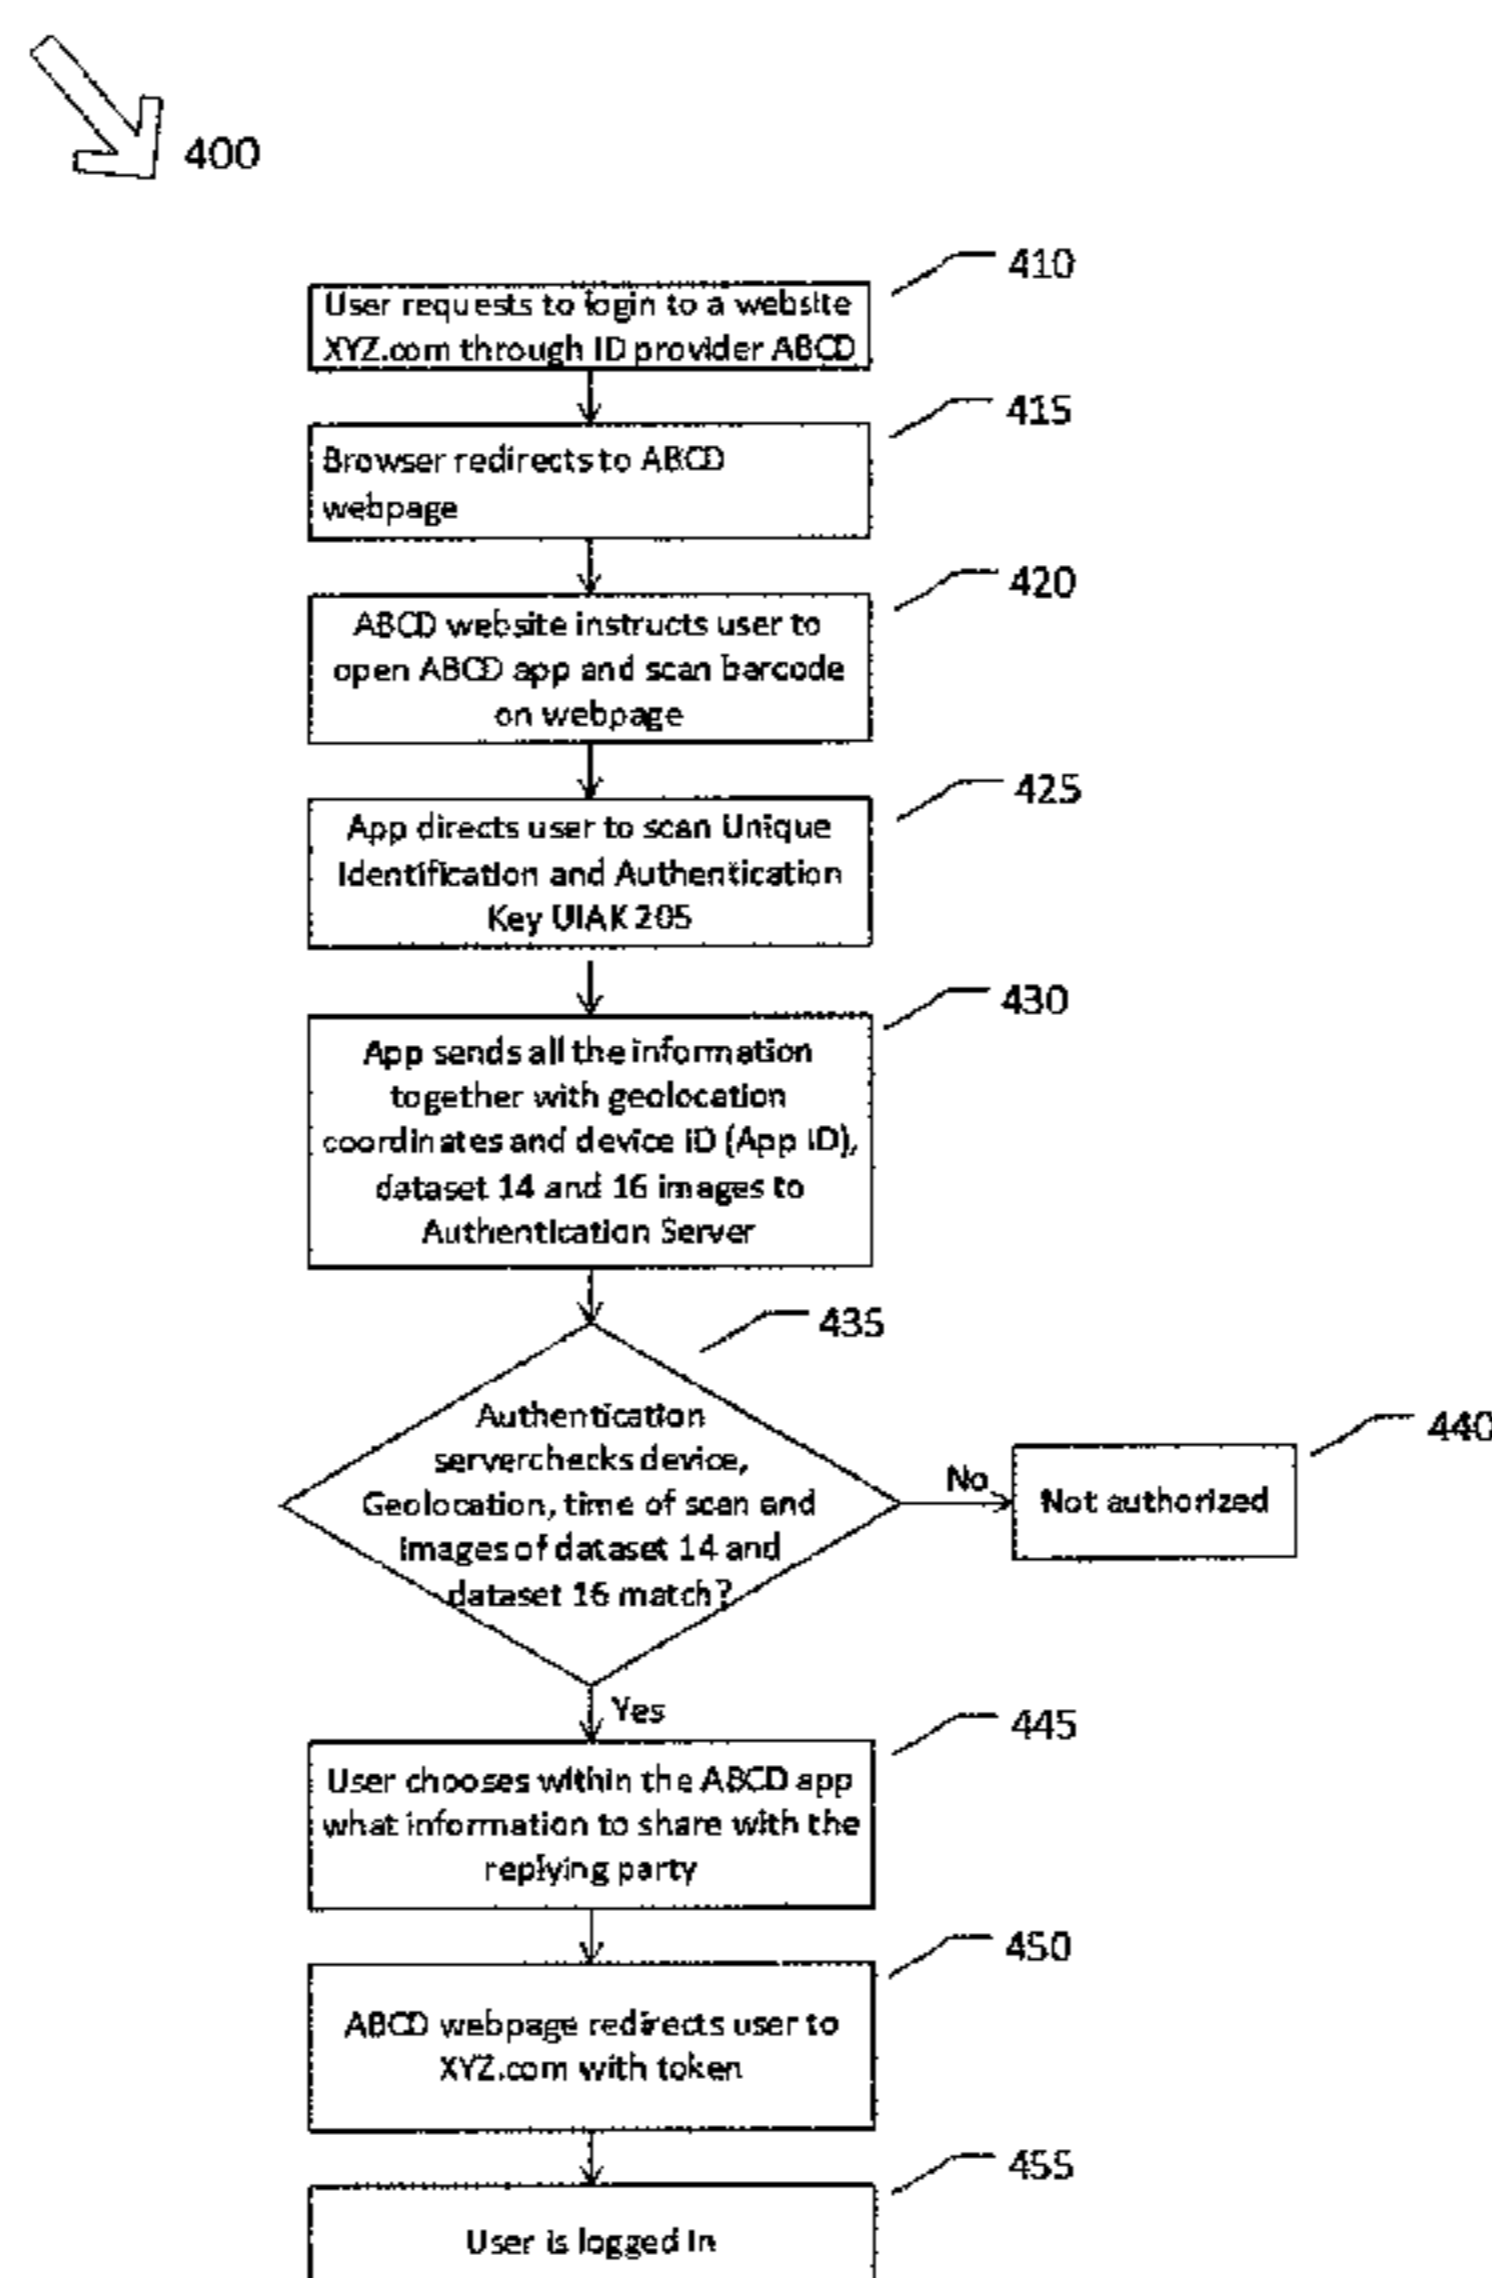 400
410
User requests to login to a website
XYZ.com through ID provider ABCD
415
Browser redirects to ABCD
webpage
420
ABCD website instructs user to
open ABCD app and scan barcode
on webpage
425
App directs user to scan Unique
Identification and Authentication
Key UIAK 205
430
App sends all the information
together with geolocation
coordinates and device ID (App ID),
dataset 14 and 16 images to
Authentication Server
435
Authentication
serverchecks device,
Geolocation, time of scan and
images of dataset 14 and
dataset 16 match?
No
440
Not authorized
Yes
445
User chooses within the ABCD app
what information to share with the
replying party
450
ABCD webpage redirects user to
XYZ.com with token
455
User is logged in